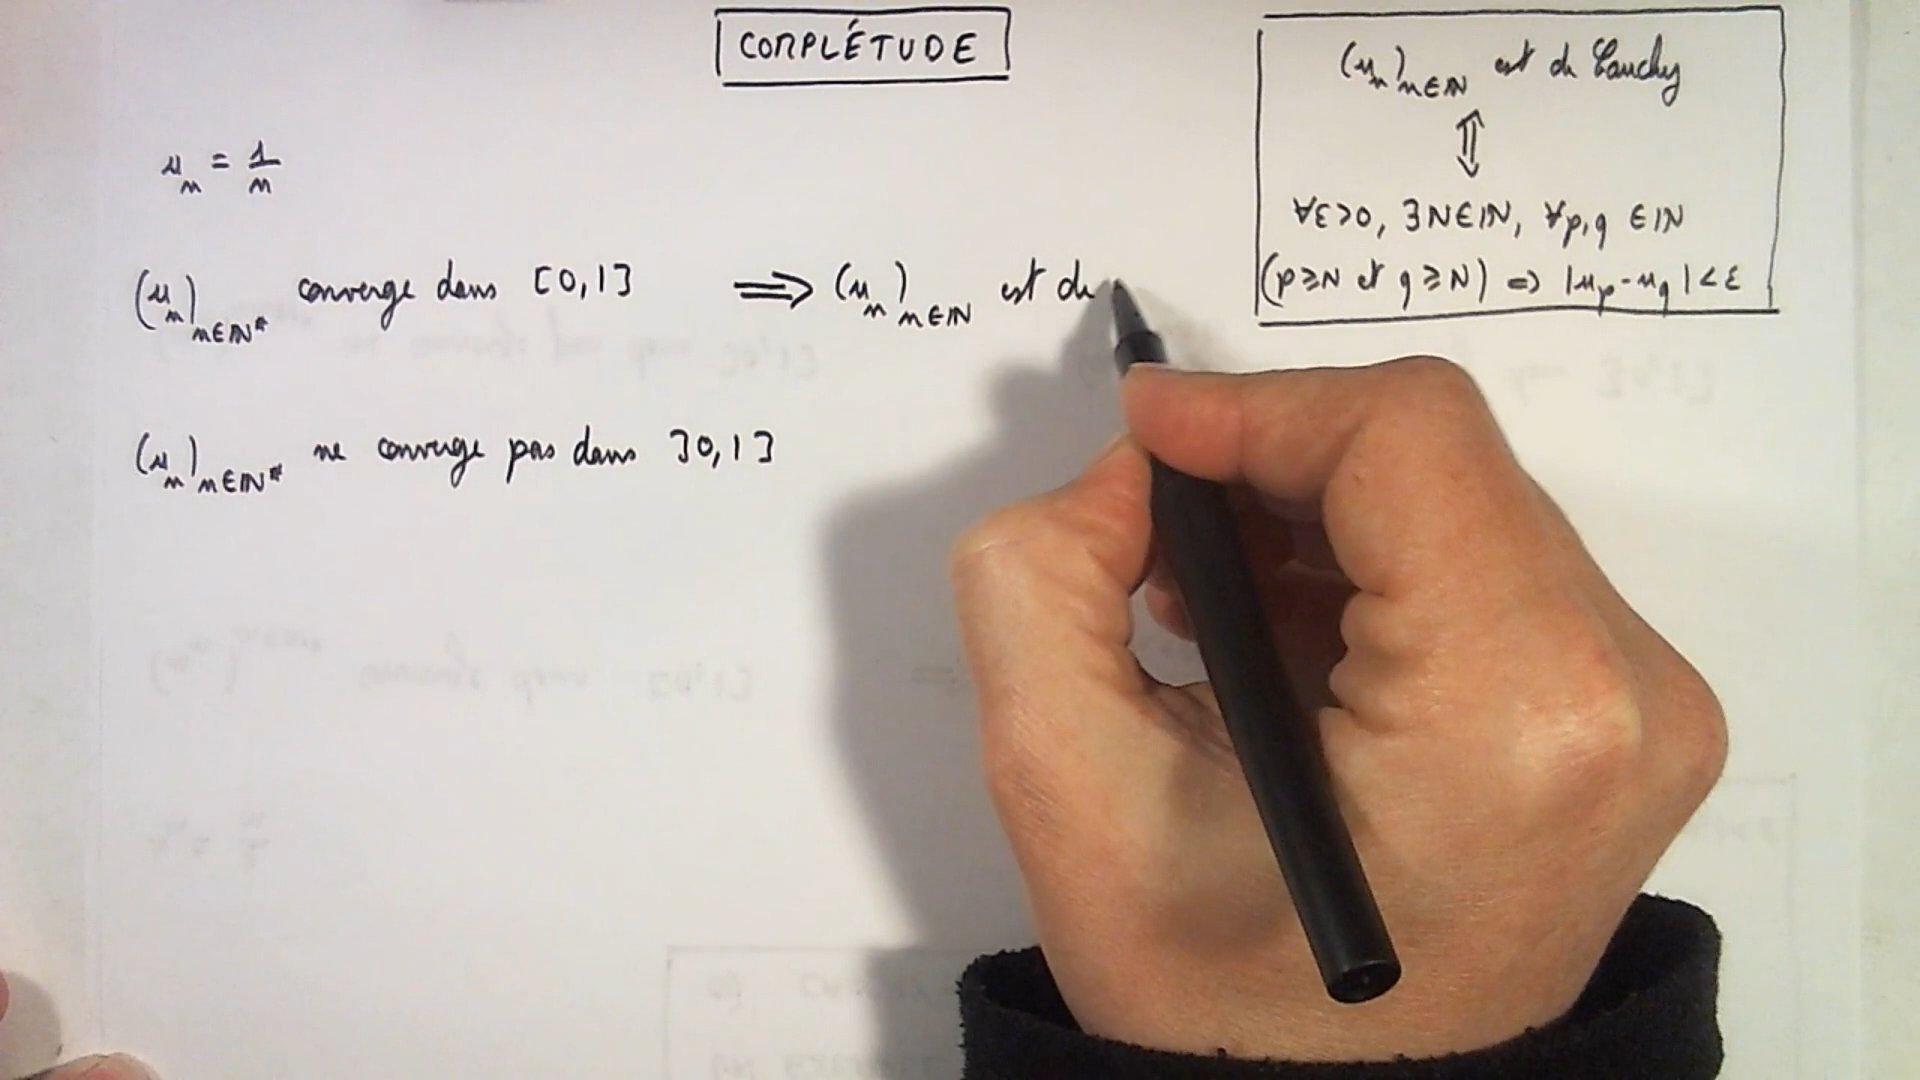 COMPLÉTUDE
(uₙ)ₙ∈ℕ est de Cauchy
⇕
∀ε>0, ∃N∈ℕ, ∀p,q ∈ℕ
(p≥N et q≥N) ⇒ |u_p - u_q| < ε
uₙ = 1/n
(uₙ)ₙ∈ℕ* converge dans [0,1] ⟹ (uₙ)ₙ∈ℕ est de
(uₙ)ₙ∈ℕ* ne converge pas dans ]0,1]